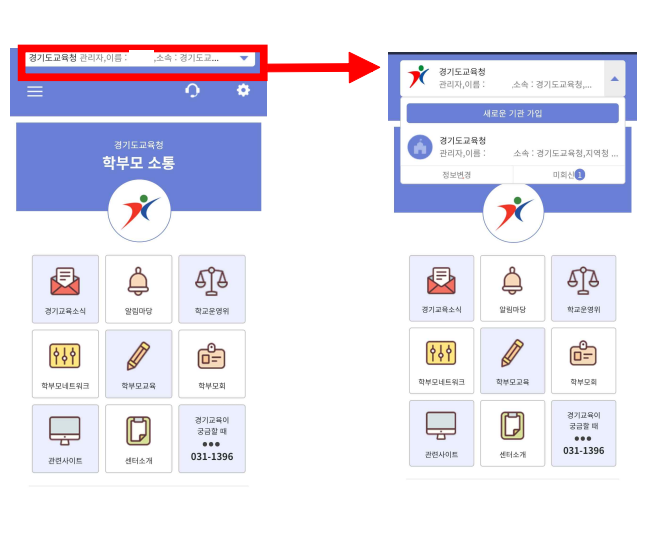 경기도교육청 관리자,이름 : ,소속 : 경기도교...
경기도교육청
학부모 소통
경기교육소식
알림마당
학교운영위
학부모네트워크
학부모교육
학부모회
관련사이트
센터소개
경기교육이
궁금할 때
031-1396
경기도교육청
관리자,이름 : ,소속 : 경기도교육청,...
새로운 기관 가입
경기도교육청
관리자,이름 : 소속 : 경기도교육청,지역청 ...
정보변경
미회신 1
경기교육소식
알림마당
학교운영위
학부모네트워크
학부모교육
학부모회
관련사이트
센터소개
경기교육이
궁금할 때
031-1396